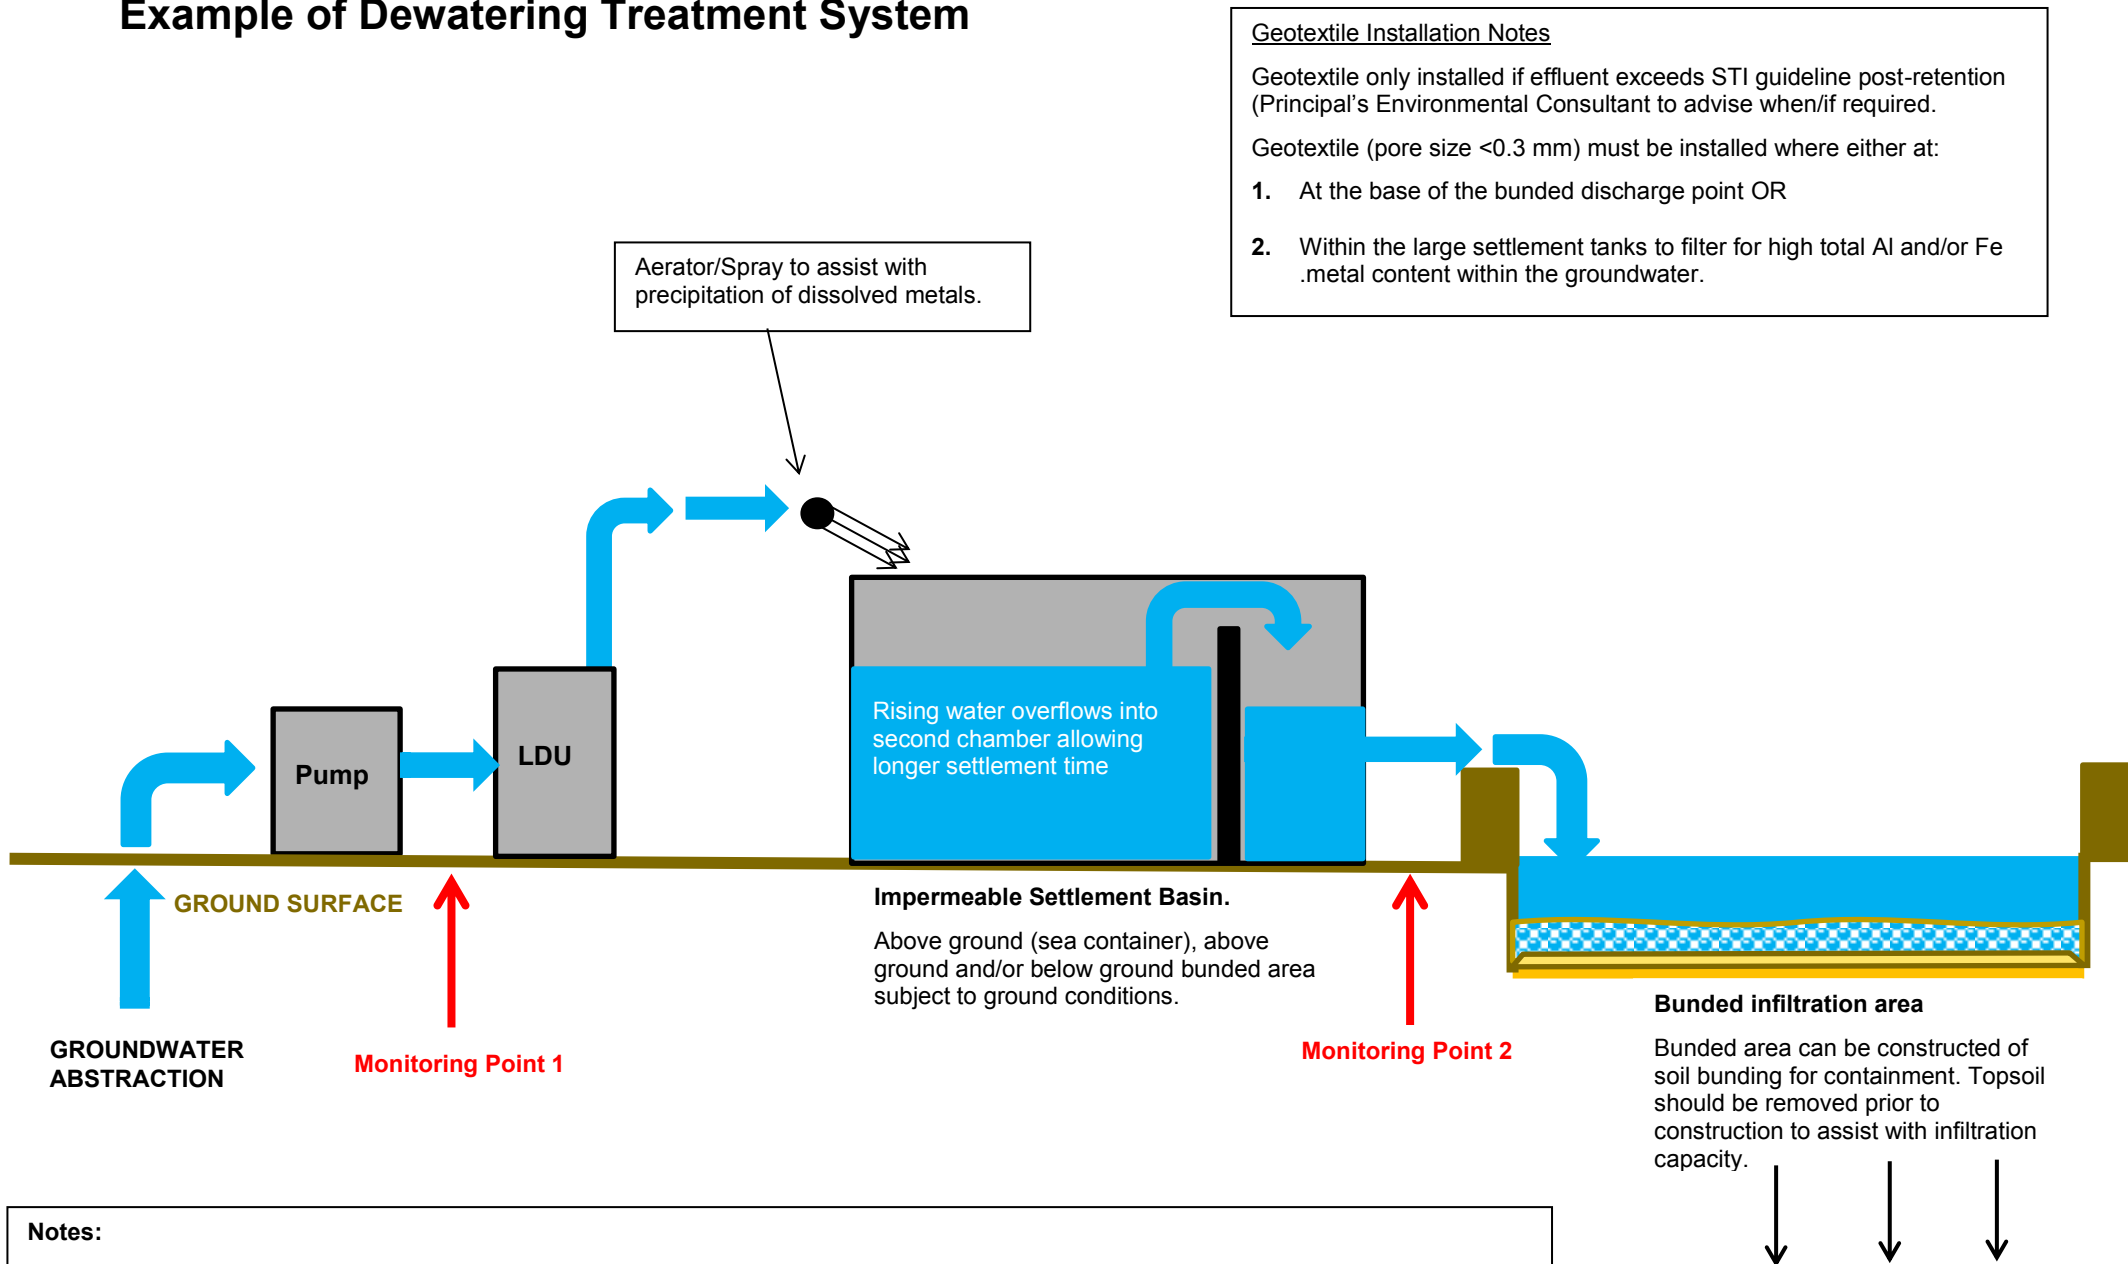 Example of Dewatering Treatment System
Geotextile Installation Notes
Geotextile only installed if effluent exceeds STI guideline post-retention
(Principal's Environmental Consultant to advise when/if required.
Geotextile (pore size <0.3 mm) must be installed where either at:
1. At the base of the bunded discharge point OR
2. Within the large settlement tanks to filter for high total Al and/or Fe
.metal content within the groundwater.
Aerator/Spray to assist with
precipitation of dissolved metals.
Pump
LDU
Rising water overflows into
second chamber allowing
longer settlement time
GROUND SURFACE
GROUNDWATER
ABSTRACTION
Monitoring Point 1
Impermeable Settlement Basin.
Above ground (sea container), above
ground and/or below ground bunded area
subject to ground conditions.
Monitoring Point 2
Bunded infiltration area
Bunded area can be constructed of
soil bunding for containment. Topsoil
should be removed prior to
construction to assist with infiltration
capacity.
Notes: